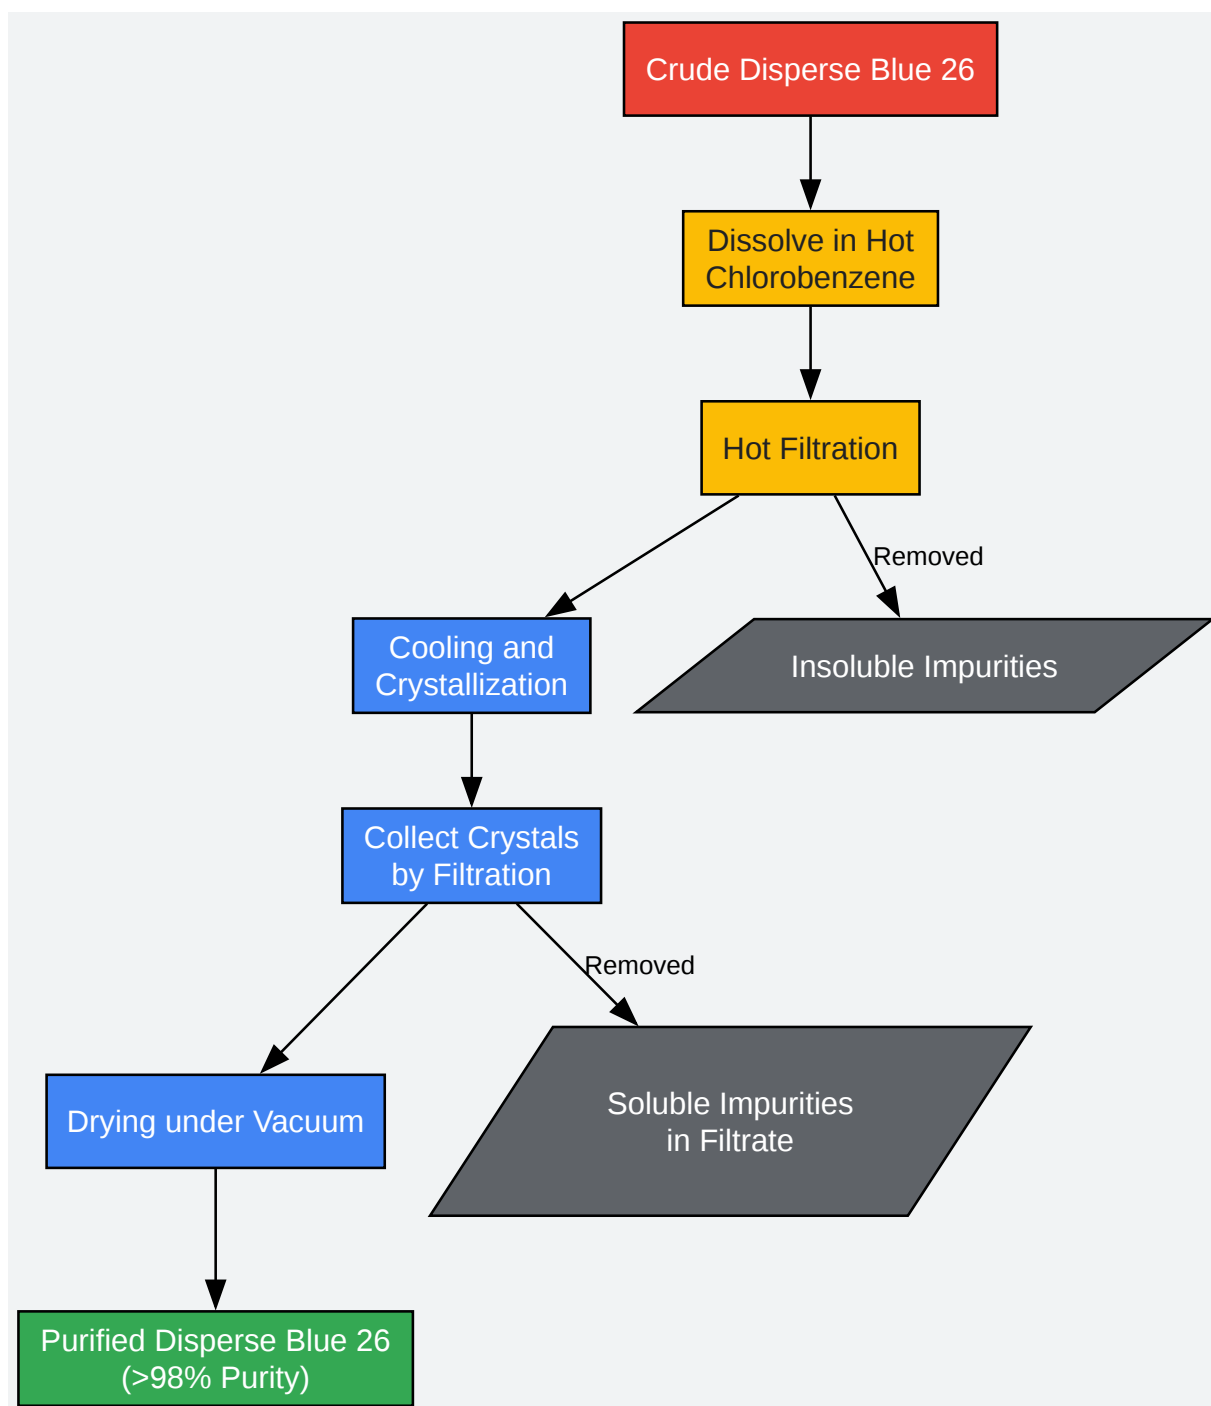 Crude Disperse Blue 26
Dissolve in Hot
Chlorobenzene
Hot Filtration
Removed
Cooling and
Crystallization
Insoluble Impurities
Collect Crystals
by Filtration
Removed
Drying under Vacuum
Soluble Impurities
in Filtrate
Purified Disperse Blue 26
(>98% Purity)